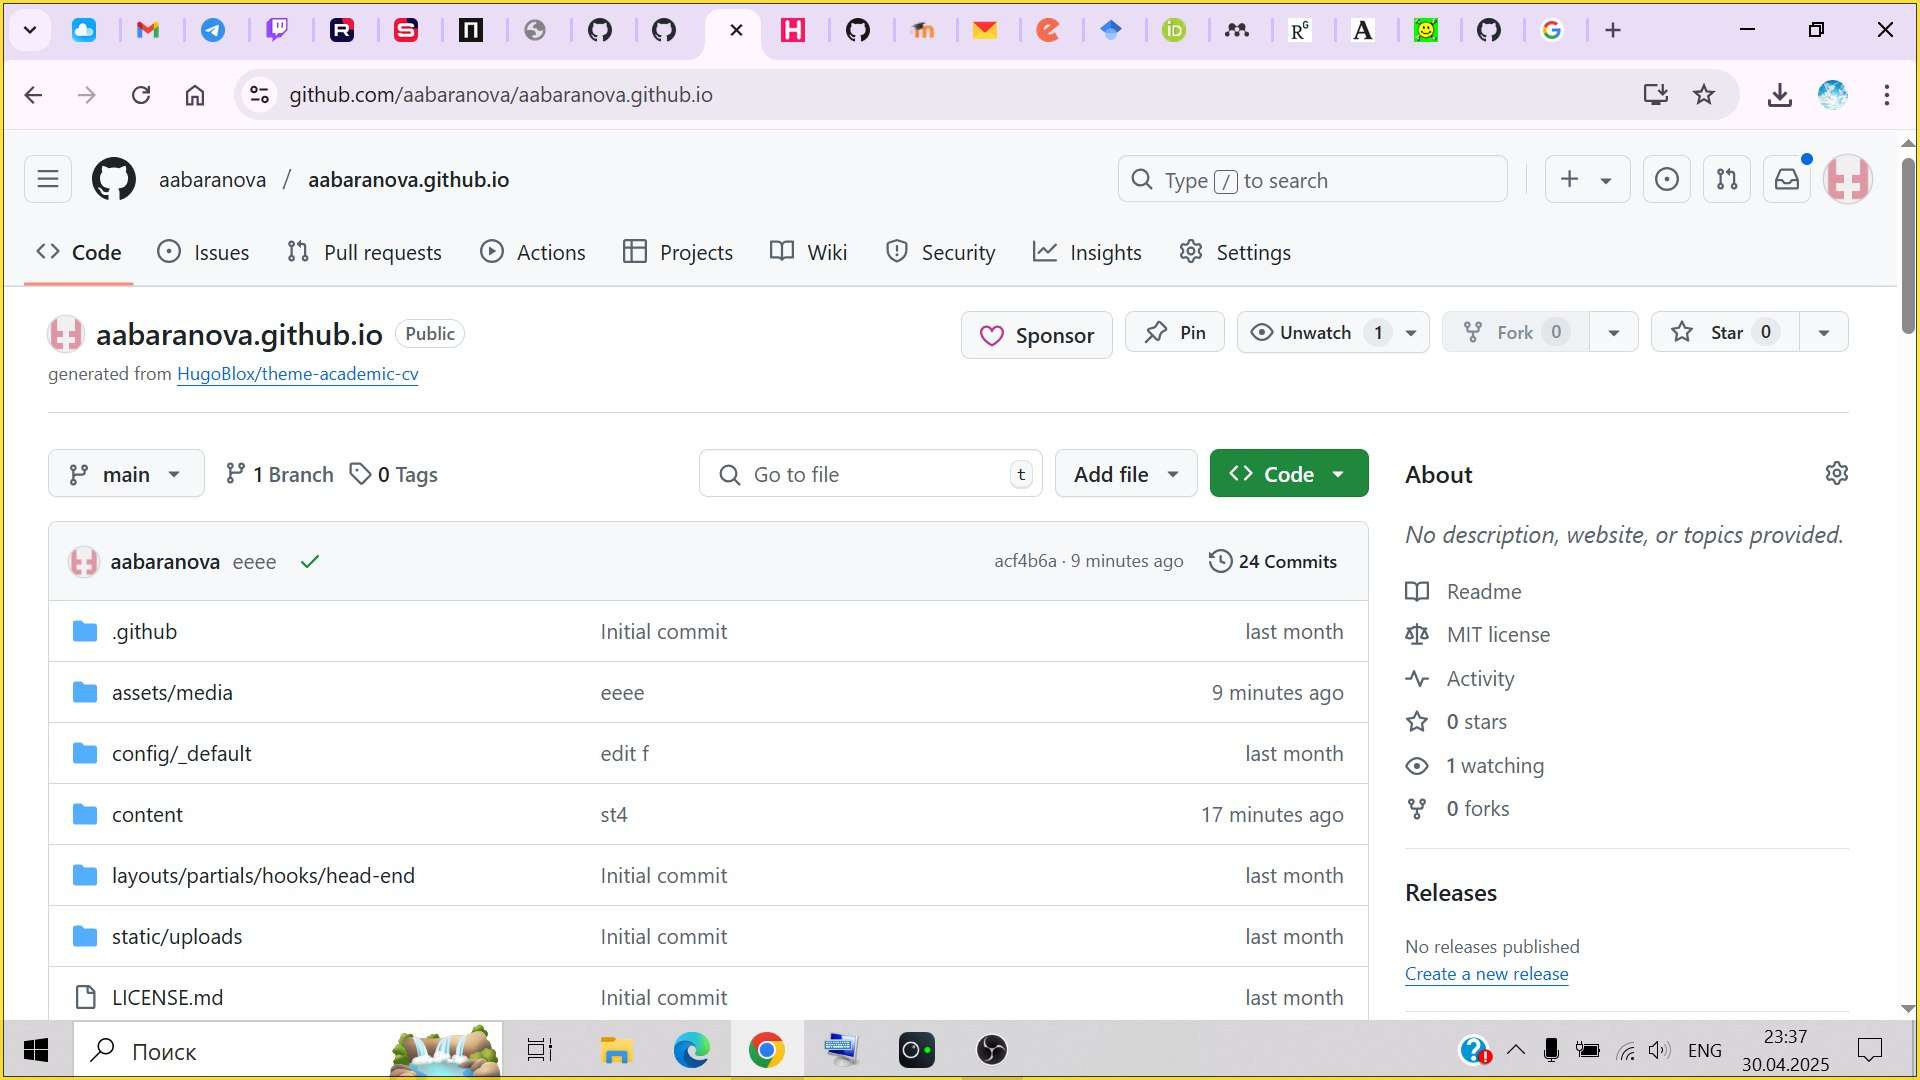 github.com/aabaranova/aabaranova.github.io
aabaranova / aabaranova.github.io
Type / to search
Code Issues Pull requests Actions Projects Wiki Security Insights Settings
aabaranova.github.io Public
Sponsor Pin Unwatch 1 Fork 0 Star 0
generated from HugoBlox/theme-academic-cv
main 1 Branch 0 Tags Go to file t Add file Code
About
No description, website, or topics provided.
aabaranova eeee acf4b6a · 9 minutes ago 24 Commits
.github Initial commit last month
assets/media eeee 9 minutes ago
config/_default edit f last month
content st4 17 minutes ago
layouts/partials/hooks/head-end Initial commit last month
static/uploads Initial commit last month
LICENSE.md Initial commit last month
Readme
MIT license
Activity
0 stars
1 watching
0 forks
Releases
No releases published
Create a new release
Поиск
ENG
23:37
30.04.2025